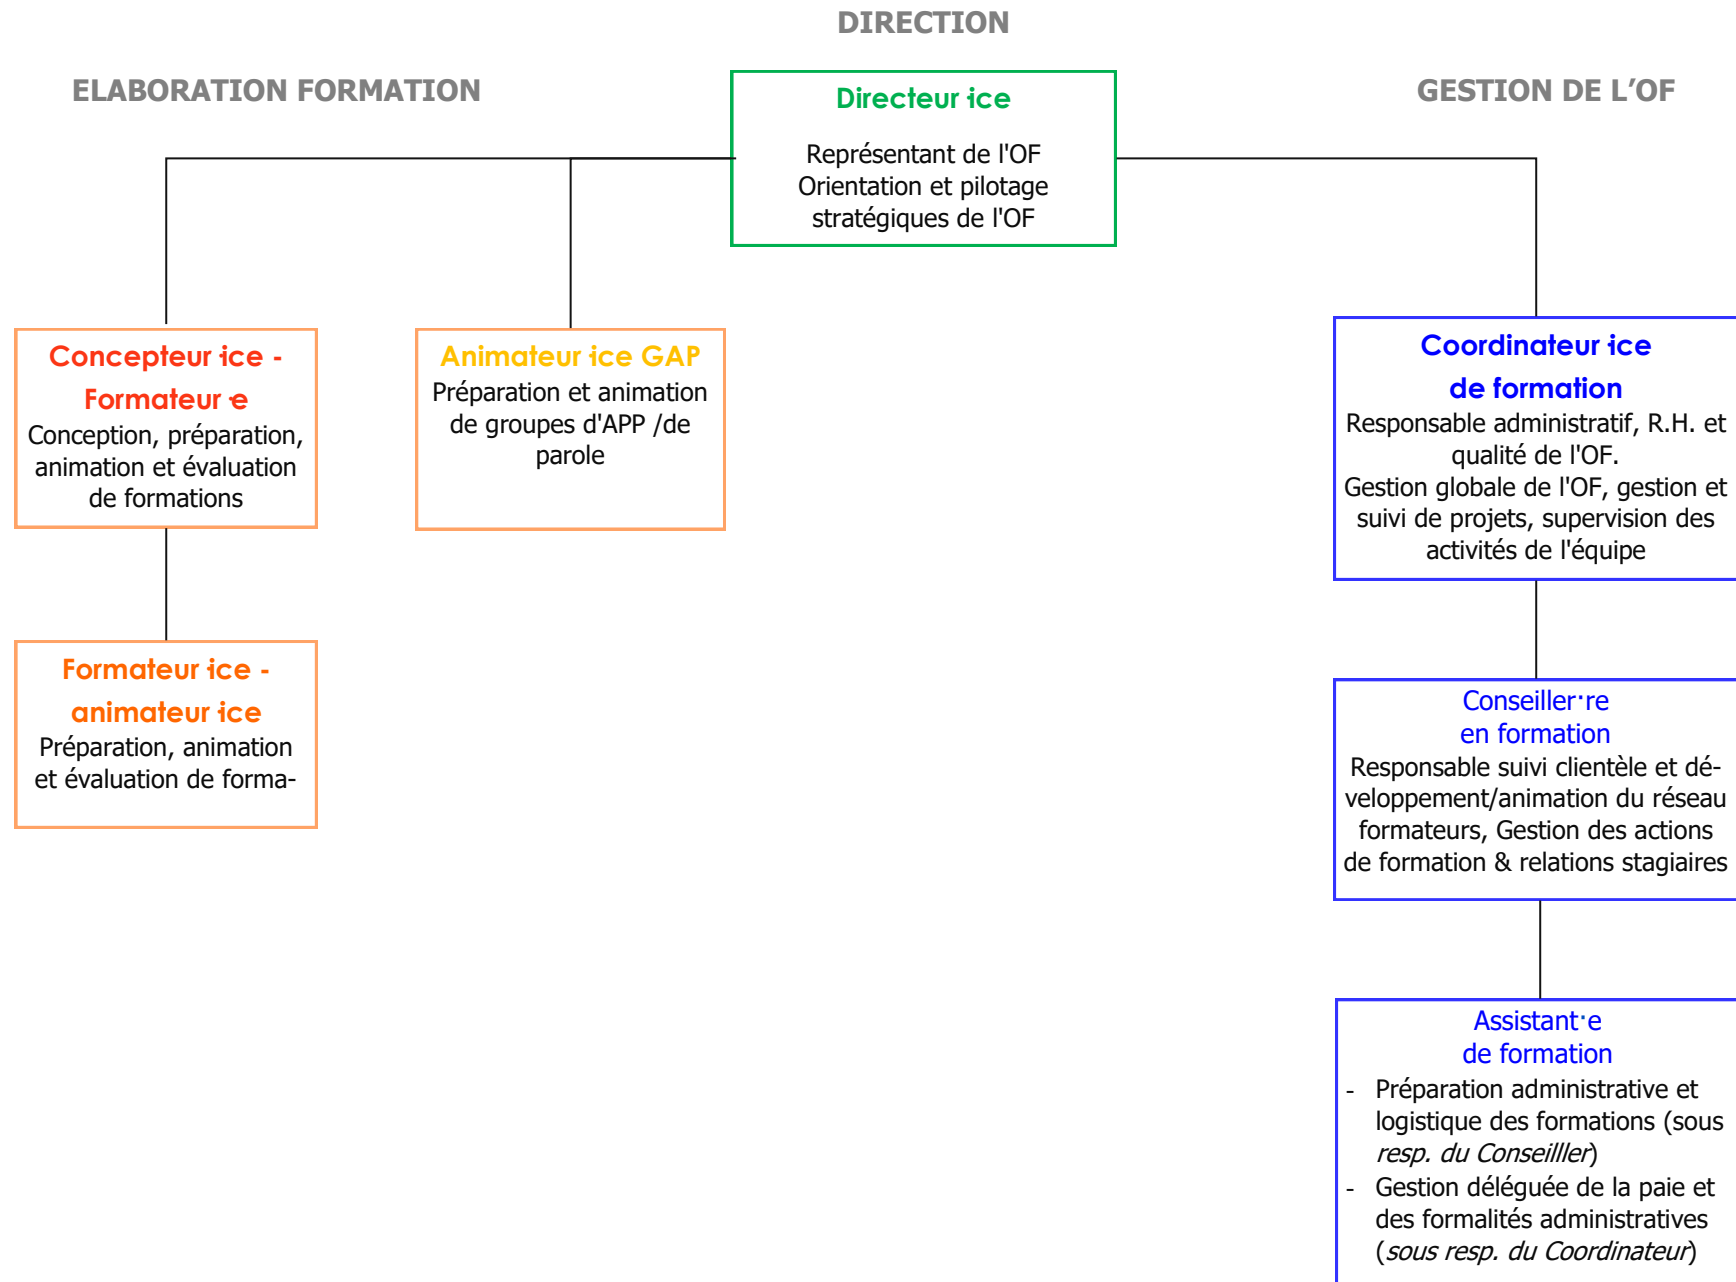 DIRECTION
ELABORATION FORMATION
GESTION DE L’OF
Directeur·ice
Représentant de l'OF
Orientation et pilotage
stratégiques de l'OF
Concepteur·ice -
Formateur·e
Conception, préparation,
animation et évaluation
de formations
Animateur·ice GAP
Préparation et animation
de groupes d'APP /de
parole
Coordinateur·ice
de formation
Responsable administratif, R.H. et
qualité de l'OF.
Gestion globale de l'OF, gestion et
suivi de projets, supervision des
activités de l'équipe
Formateur·ice -
animateur·ice
Préparation, animation
et évaluation de forma-
Conseiller·re
en formation
Responsable suivi clientèle et dé-
veloppement/animation du réseau
formateurs, Gestion des actions
de formation & relations stagiaires
Assistant·e
de formation
- Préparation administrative et
logistique des formations (sous
resp. du Conseilller)
- Gestion déléguée de la paie et
des formalités administratives
(sous resp. du Coordinateur)